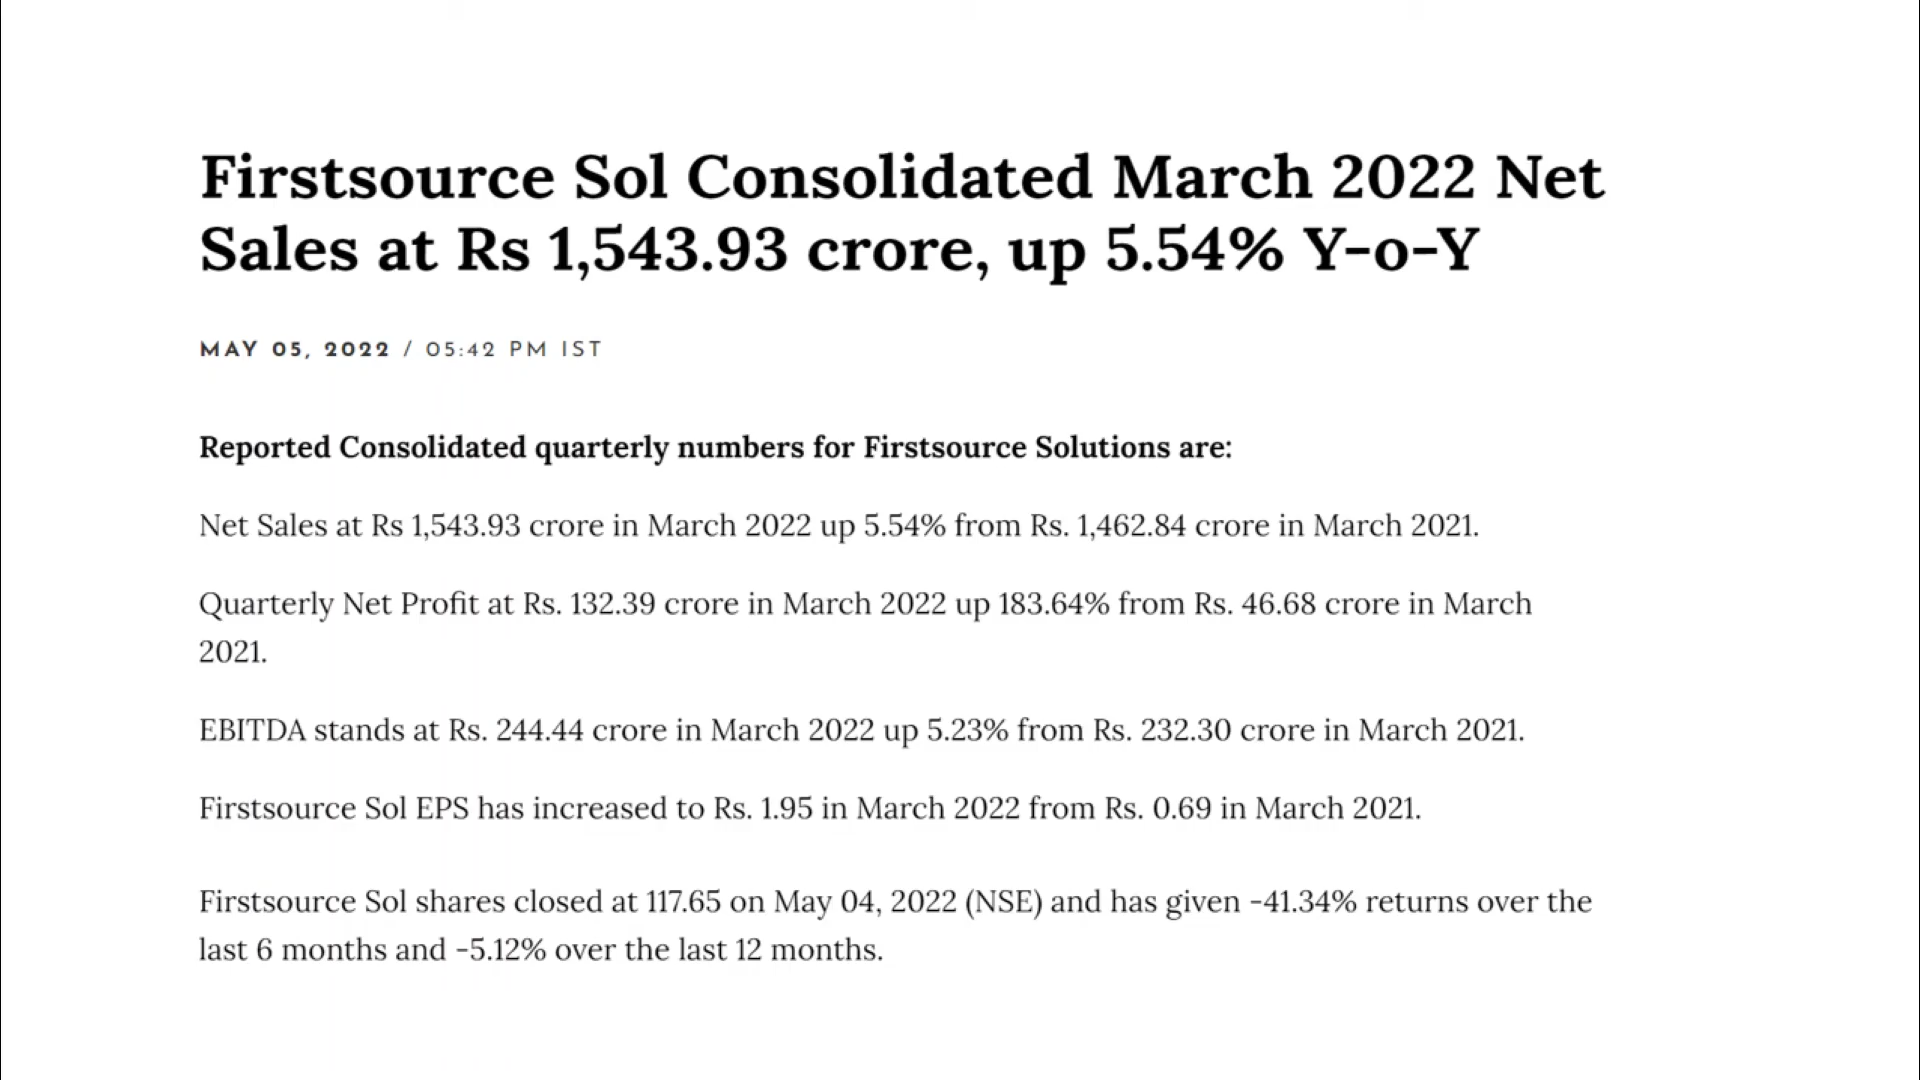 Firstsource Sol Consolidated March 2022 Net
Sales at Rs 1,543.93 crore, up 5.54% Y-o-Y
MAY 05, 2022 / 05:42 PM IST
Reported Consolidated quarterly numbers for Firstsource Solutions are:
Net Sales at Rs 1,543.93 crore in March 2022 up 5.54% from Rs. 1,462.84 crore in March 2021.
Quarterly Net Profit at Rs. 132.39 crore in March 2022 up 183.64% from Rs. 46.68 crore in March
2021.
EBITDA stands at Rs. 244.44 crore in March 2022 up 5.23% from Rs. 232.30 crore in March 2021.
Firstsource Sol EPS has increased to Rs. 1.95 in March 2022 from Rs. 0.69 in March 2021.
Firstsource Sol shares closed at 117.65 on May 04, 2022 (NSE) and has given -41.34% returns over the
last 6 months and -5.12% over the last 12 months.